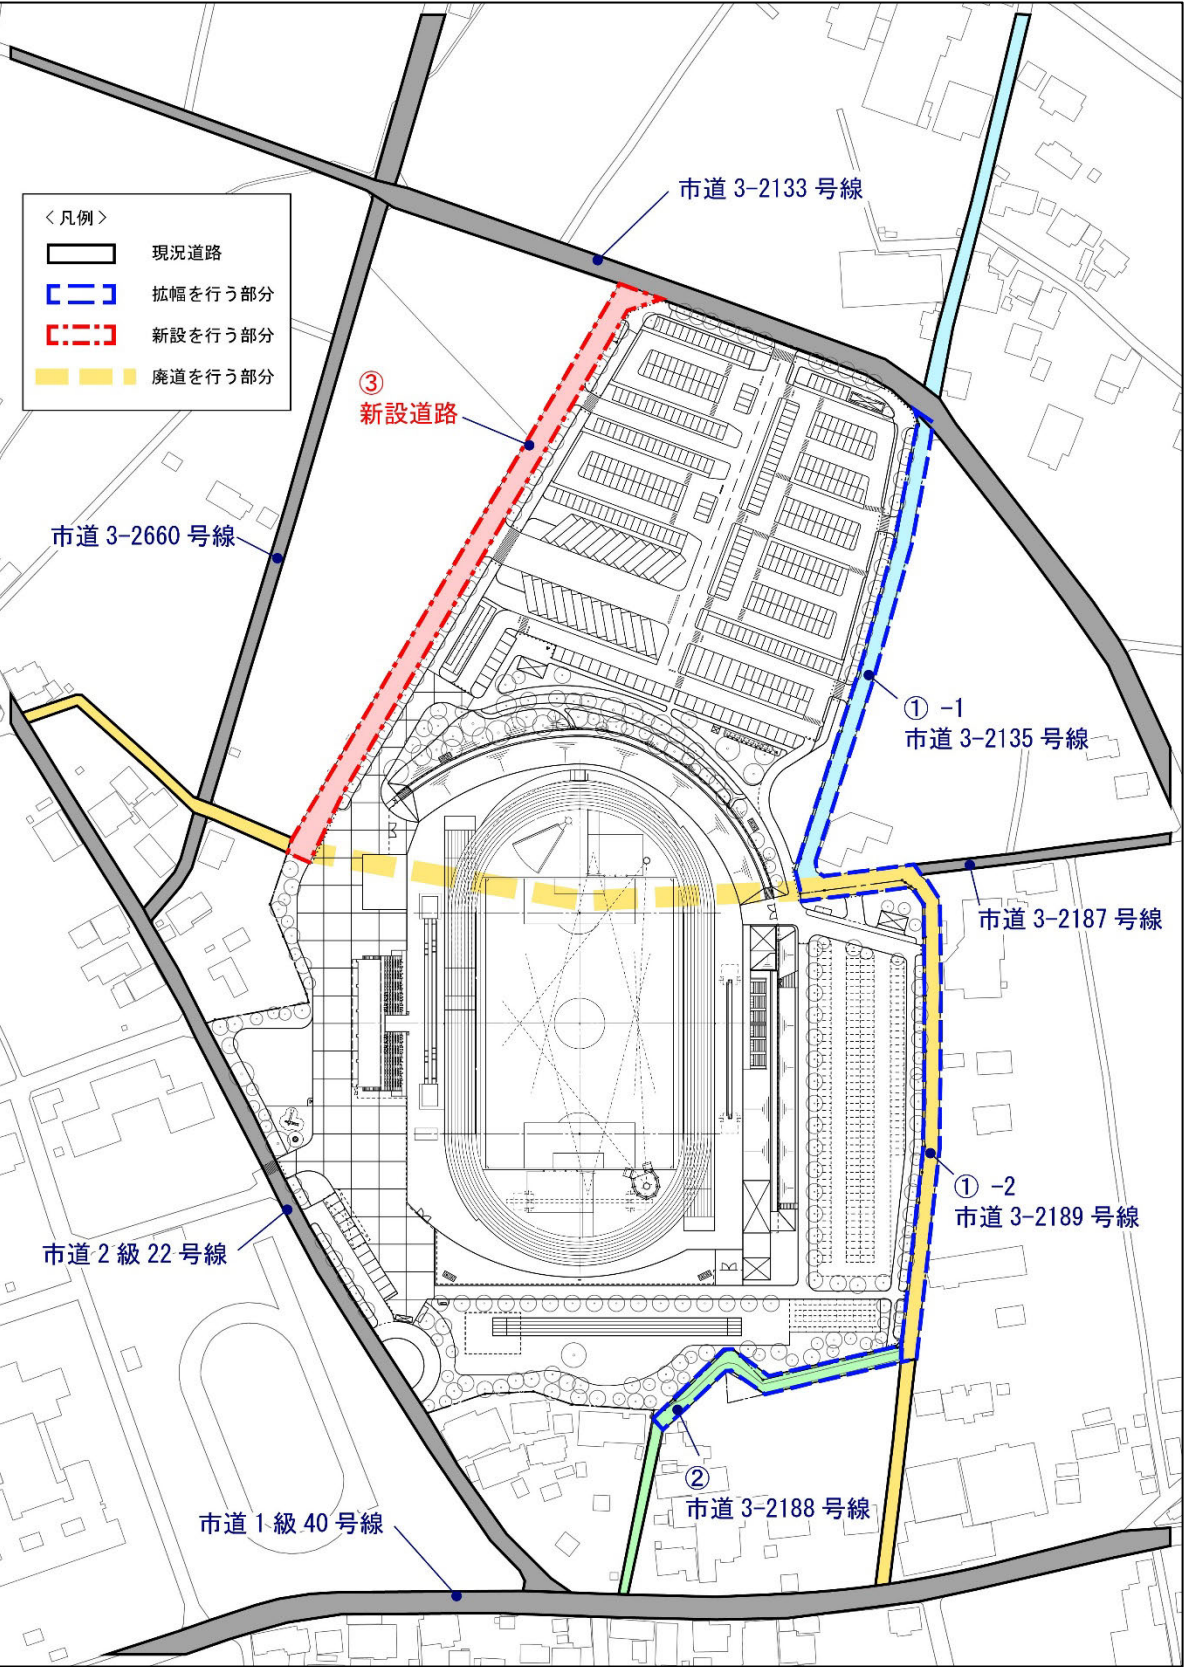 市道 3-2133 号線
＜凡例＞
現況道路
拡幅を行う部分
新設を行う部分
廃道を行う部分
③
新設道路
市道 3-2660 号線
① -1
市道 3-2135 号線
市道 3-2187 号線
① -2
市道 3-2189 号線
市道 2 級 22 号線
②
市道 3-2188 号線
市道 1 級 40 号線